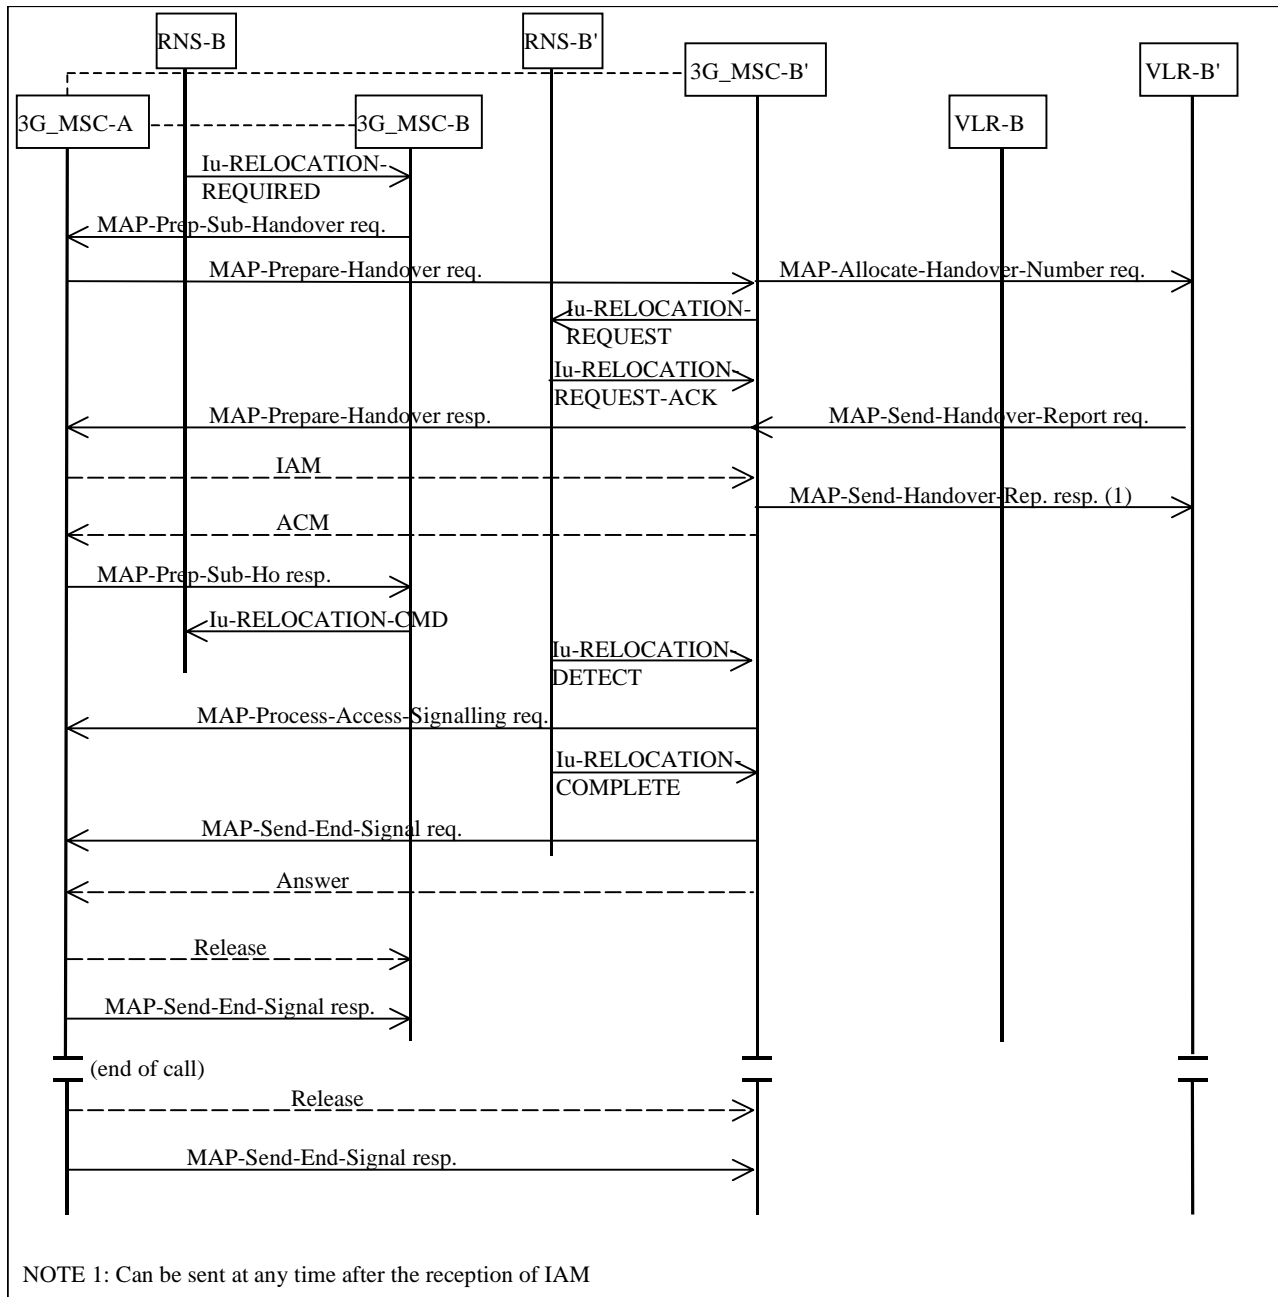 RNS-B
RNS-B'
3G_MSC-B'
VLR-B'
3G_MSC-A
3G_MSC-B
VLR-B
Iu-RELOCATION-
REQUIRED
MAP-Prep-Sub-Handover req.
MAP-Prepare-Handover req.
MAP-Allocate-Handover-Number req.
Iu-RELOCATION-
REQUEST
Iu-RELOCATION-
REQUEST-ACK
MAP-Prepare-Handover resp.
MAP-Send-Handover-Report req.
IAM
MAP-Send-Handover-Rep. resp. (1)
ACM
MAP-Prep-Sub-Ho resp.
Iu-RELOCATION-CMD
Iu-RELOCATION-
DETECT
MAP-Process-Access-Signalling req.
Iu-RELOCATION-
COMPLETE
MAP-Send-End-Signal req.
Answer
Release
MAP-Send-End-Signal resp.
(end of call)
Release
MAP-Send-End-Signal resp.
NOTE 1: Can be sent at any time after the reception of IAM